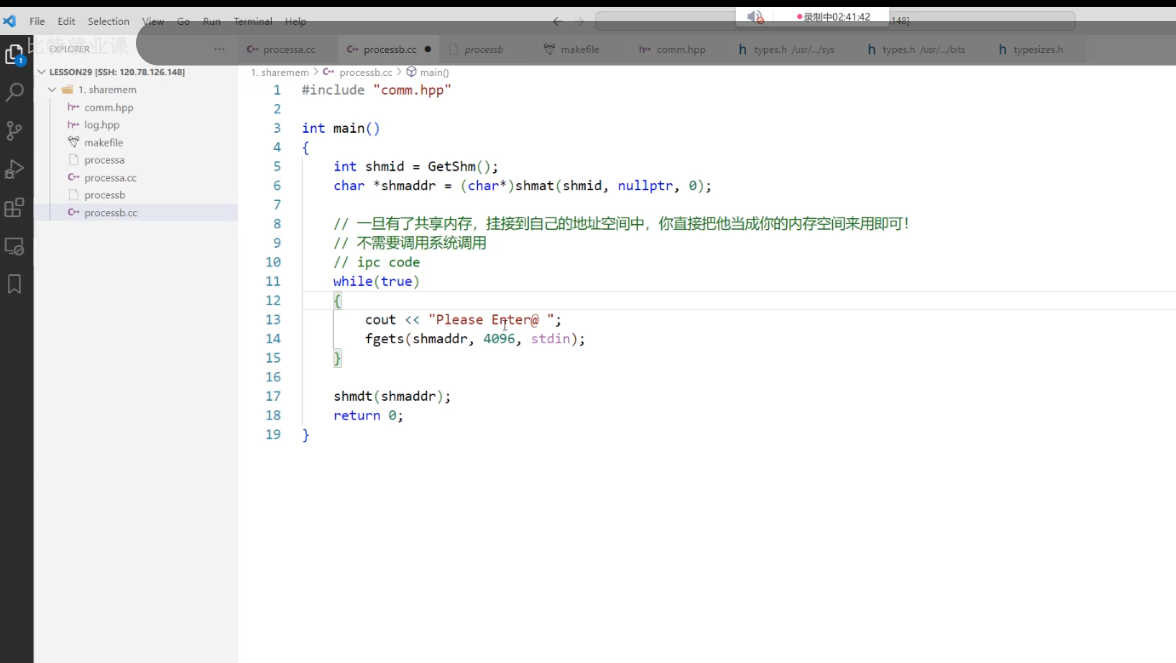 File Edit Selection View Go Run Terminal Help
录制中02:41:42
148]
比特就业课
EXPLORER
processa.cc
processb.cc
processb
makefile
comm.hpp
types.h /usr/.../sys
types.h /usr/.../bits
typesizes.h
1
LESSON29 [SSH: 120.78.126.148]
1. sharemem
comm.hpp
log.hpp
makefile
processa
processa.cc
processb
processb.cc
1. sharemem > processb.cc > main()
1 #include "comm.hpp"
2
3 int main()
4 {
5 int shmid = GetShm();
6 char *shmaddr = (char*)shmat(shmid, nullptr, 0);
7
8 // 一旦有了共享内存，挂接到自己的地址空间中，你直接把他当成你的内存空间来用即可！
9 // 不需要调用系统调用
10 // ipc code
11 while(true)
12 {
13 cout << "Please Enter@ ";
14 fgets(shmaddr, 4096, stdin);
15 }
16
17 shmdt(shmaddr);
18 return 0;
19 }